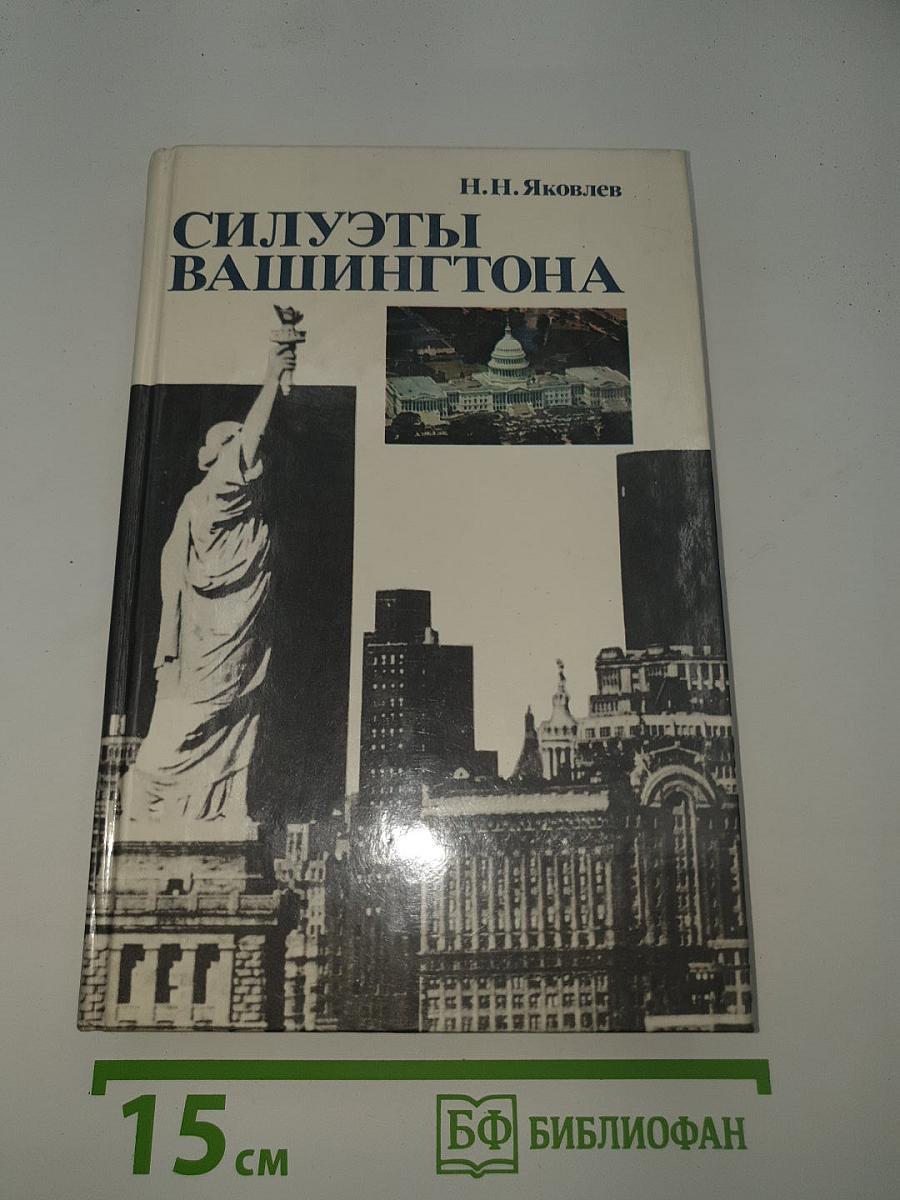 Н. Н. Яковлев
СИЛУЭТЫ
ВАШИНГТОНА
15 см
БФ БИБЛИОФАН